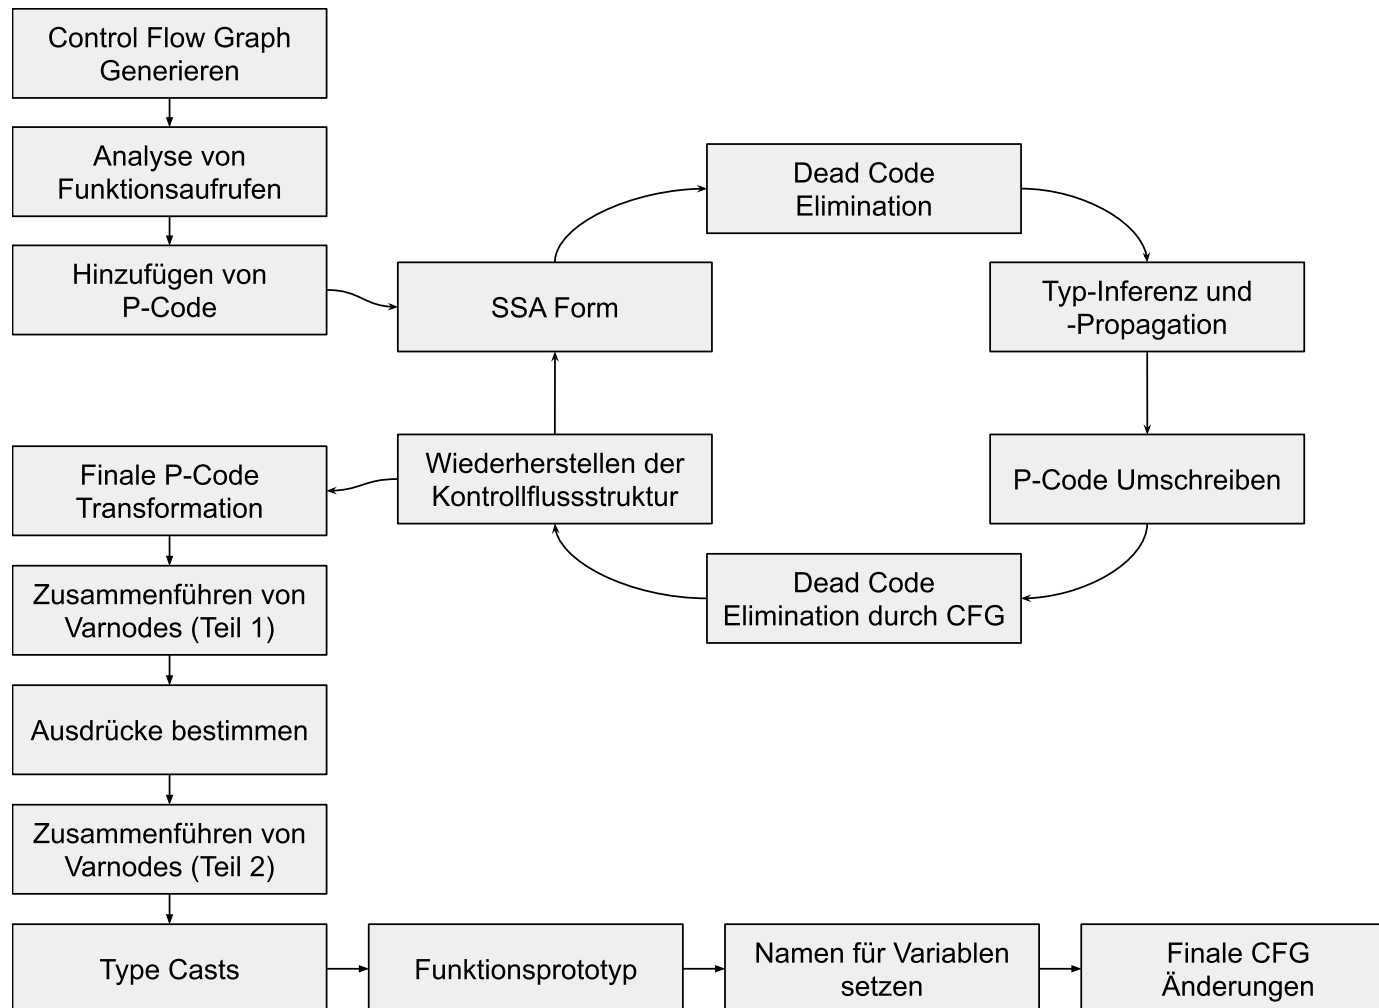 Control Flow Graph
Generieren
Analyse von
Funktionsaufrufen
Hinzufügen von
P-Code
SSA Form
Dead Code
Elimination
Typ-Inferenz und
-Propagation
P-Code Umschreiben
Dead Code
Elimination durch CFG
Wiederherstellen der
Kontrollflussstruktur
Finale P-Code
Transformation
Zusammenführen von
Varnodes (Teil 1)
Ausdrücke bestimmen
Zusammenführen von
Varnodes (Teil 2)
Type Casts
Funktionsprototyp
Namen für Variablen
setzen
Finale CFG
Änderungen